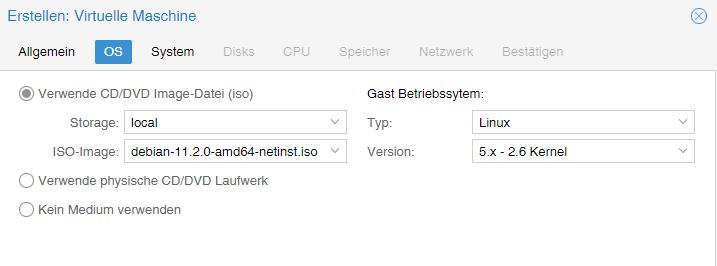 Erstellen: Virtuelle Maschine
Allgemein OS System Disks CPU Speicher Netzwerk Bestätigen
Verwende CD/DVD Image-Datei (iso) Gast Betriebssytem:
Storage: local Typ: Linux
ISO-Image: debian-11.2.0-amd64-netinst.iso Version: 5.x - 2.6 Kernel
Verwende physische CD/DVD Laufwerk
Kein Medium verwenden